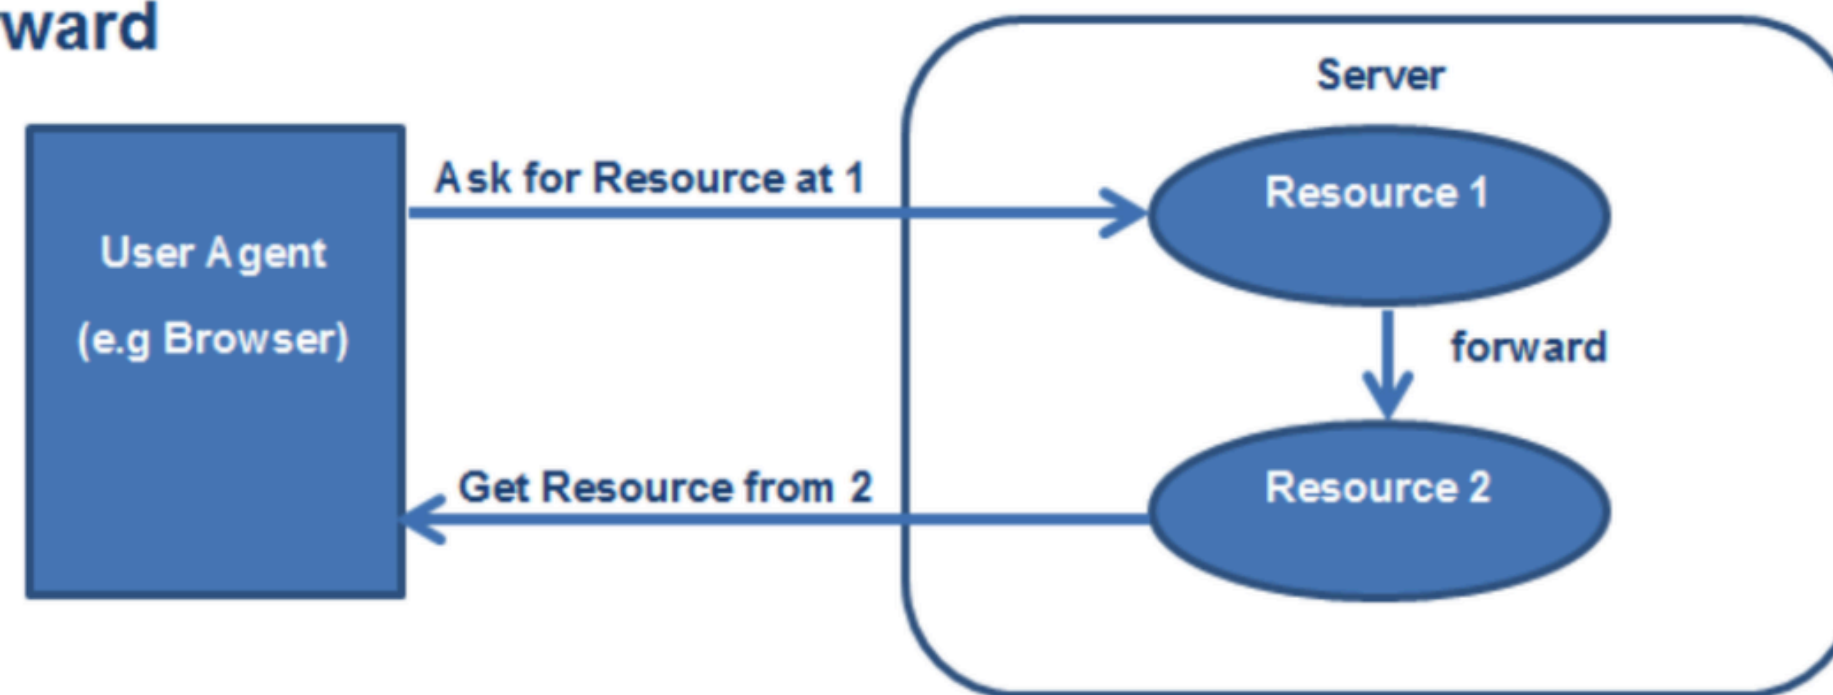 ward
Server
Ask for Resource at 1
Resource 1
User Agent
(e.g Browser)
forward
Get Resource from 2
Resource 2